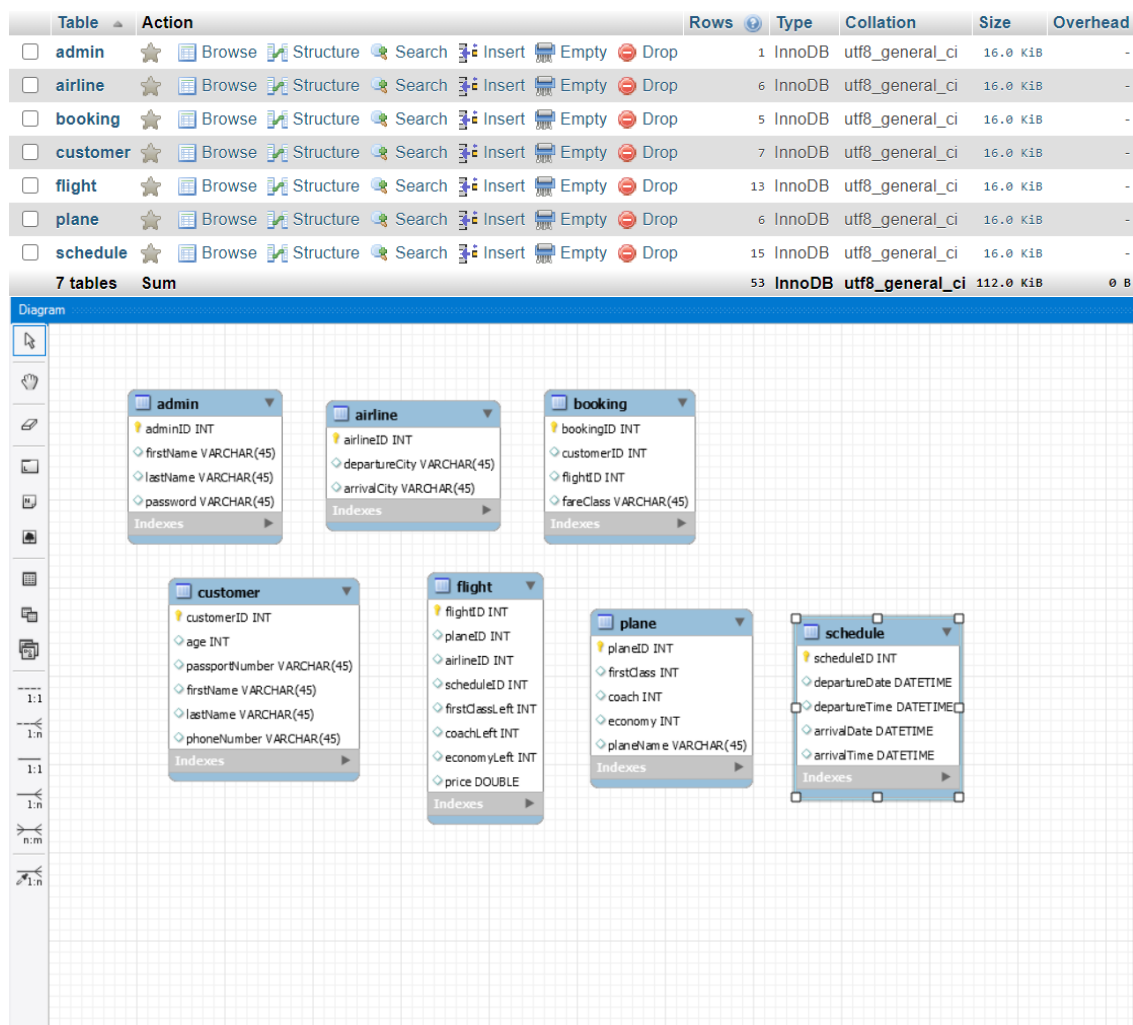 Table Action Rows Type Collation Size Overhead
admin Browse Structure Search Insert Empty Drop 1 InnoDB utf8_general_ci 16.0 KiB -
airline Browse Structure Search Insert Empty Drop 6 InnoDB utf8_general_ci 16.0 KiB -
booking Browse Structure Search Insert Empty Drop 5 InnoDB utf8_general_ci 16.0 KiB -
customer Browse Structure Search Insert Empty Drop 7 InnoDB utf8_general_ci 16.0 KiB -
flight Browse Structure Search Insert Empty Drop 13 InnoDB utf8_general_ci 16.0 KiB -
plane Browse Structure Search Insert Empty Drop 6 InnoDB utf8_general_ci 16.0 KiB -
schedule Browse Structure Search Insert Empty Drop 15 InnoDB utf8_general_ci 16.0 KiB -
7 tables Sum 53 InnoDB utf8_general_ci 112.0 KiB 0 B
Diagram
1:1
1:n
1:1
1:n
n:m
1:n
admin
adminID INT
firstName VARCHAR(45)
lastName VARCHAR(45)
password VARCHAR(45)
Indexes
airline
airlineID INT
departureCity VARCHAR(45)
arrivalCity VARCHAR(45)
Indexes
booking
bookingID INT
customerID INT
flightID INT
fareClass VARCHAR(45)
Indexes
customer
customerID INT
age INT
passportNumber VARCHAR(45)
firstName VARCHAR(45)
lastName VARCHAR(45)
phoneNumber VARCHAR(45)
Indexes
flight
flightID INT
planeID INT
airlineID INT
scheduleID INT
firstClassLeft INT
coachLeft INT
economyLeft INT
price DOUBLE
Indexes
plane
planeID INT
firstClass INT
coach INT
economy INT
planeName VARCHAR(45)
Indexes
schedule
scheduleID INT
departureDate DATETIME
departureTime DATETIME
arrivalDate DATETIME
arrivalTime DATETIME
Indexes